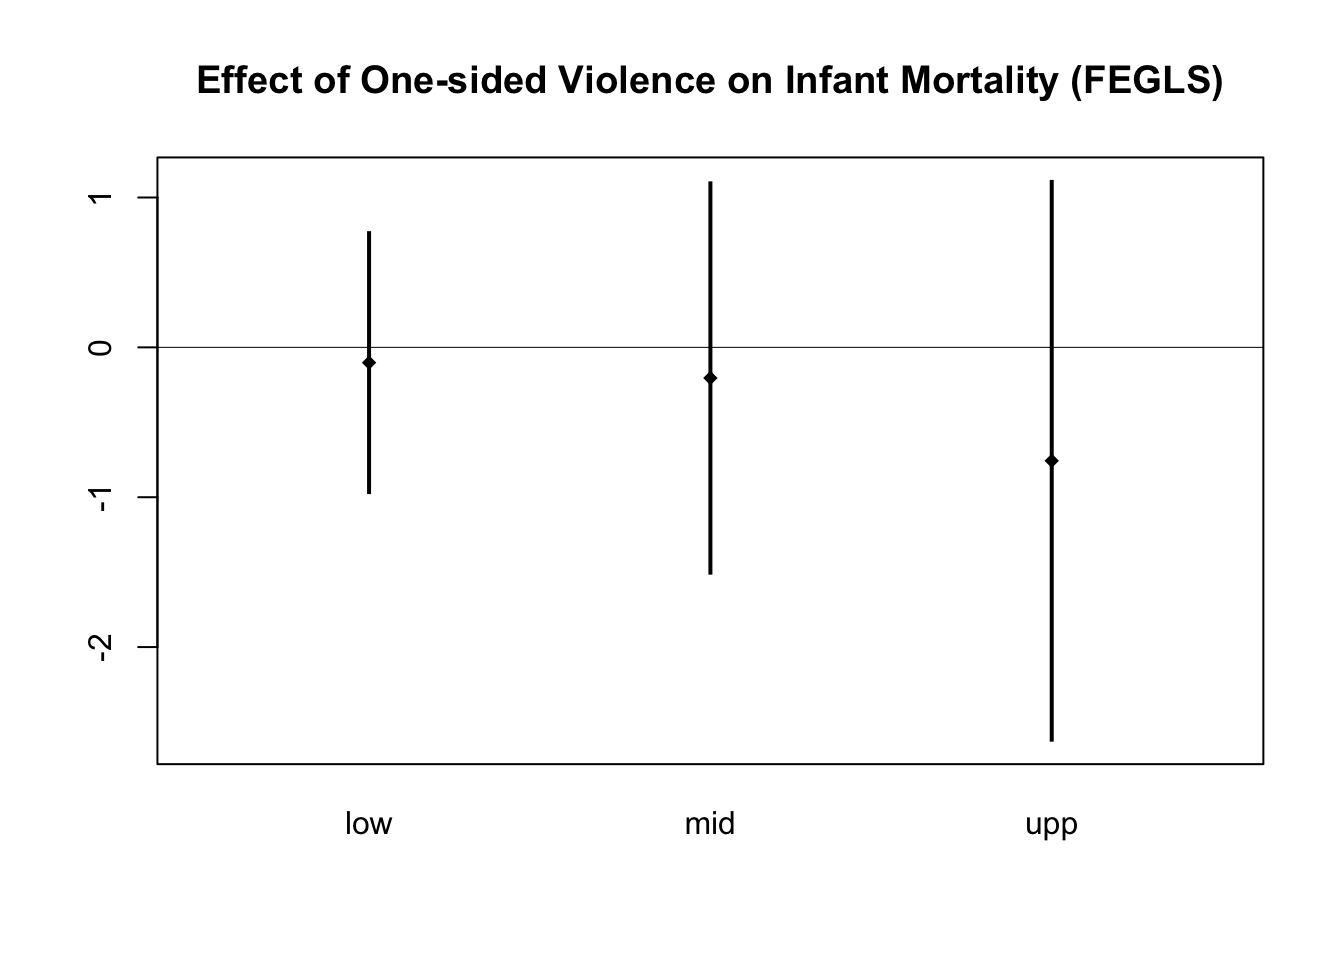 Effect of One-sided Violence on Infant Mortality (FEGLS)
1
0
-1
-2
low mid upp